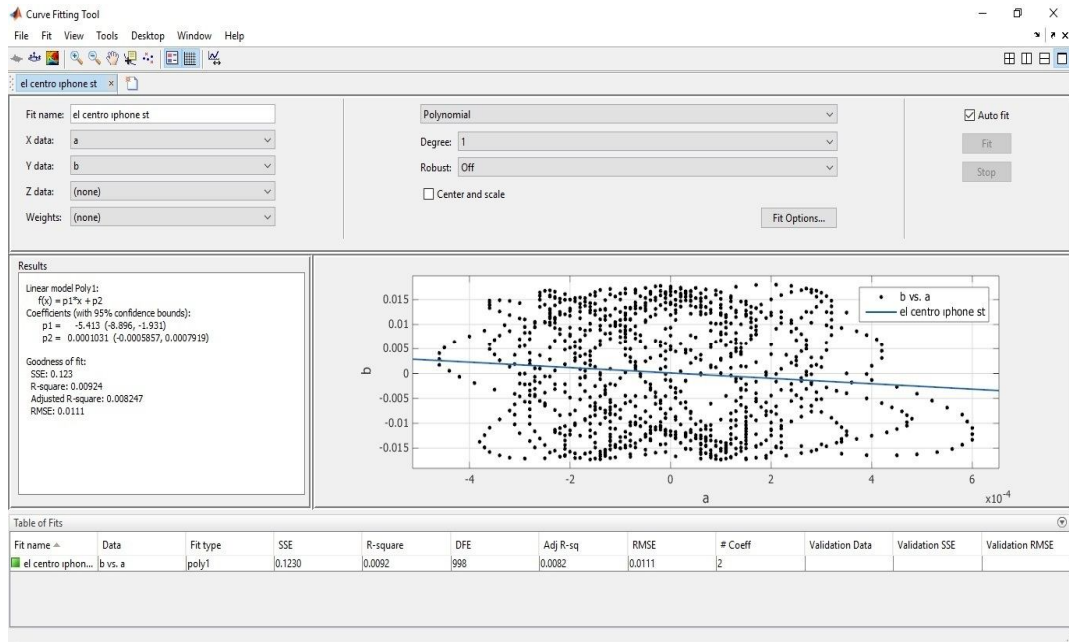 Curve Fitting Tool
File Fit View Tools Desktop Window Help
el centro ıphone st
Fit name: el centro ıphone st
X data: a
Y data: b
Z data: (none)
Weights: (none)
Polynomial
Degree: 1
Robust: Off
Center and scale
Fit Options...
Auto fit
Fit
Stop
Results
Linear model Poly1:
f(x) = p1*x + p2
Coefficients (with 95% confidence bounds):
p1 = -5.413 (-8.896, -1.931)
p2 = 0.0001031 (-0.0005857, 0.0007919)
Goodness of fit:
SSE: 0.123
R-square: 0.00924
Adjusted R-square: 0.008247
RMSE: 0.0111
b vs. a
el centro ıphone st
0.015
0.01
0.005
0
-0.005
-0.01
-0.015
b
-4 -2 0 2 4 6
a
x10-4
Table of Fits
Fit name Data Fit type SSE R-square DFE Adj R-sq RMSE # Coeff Validation Data Validation SSE Validation RMSE
el centro ıphon... b vs. a poly1 0.1230 0.0092 998 0.0082 0.0111 2